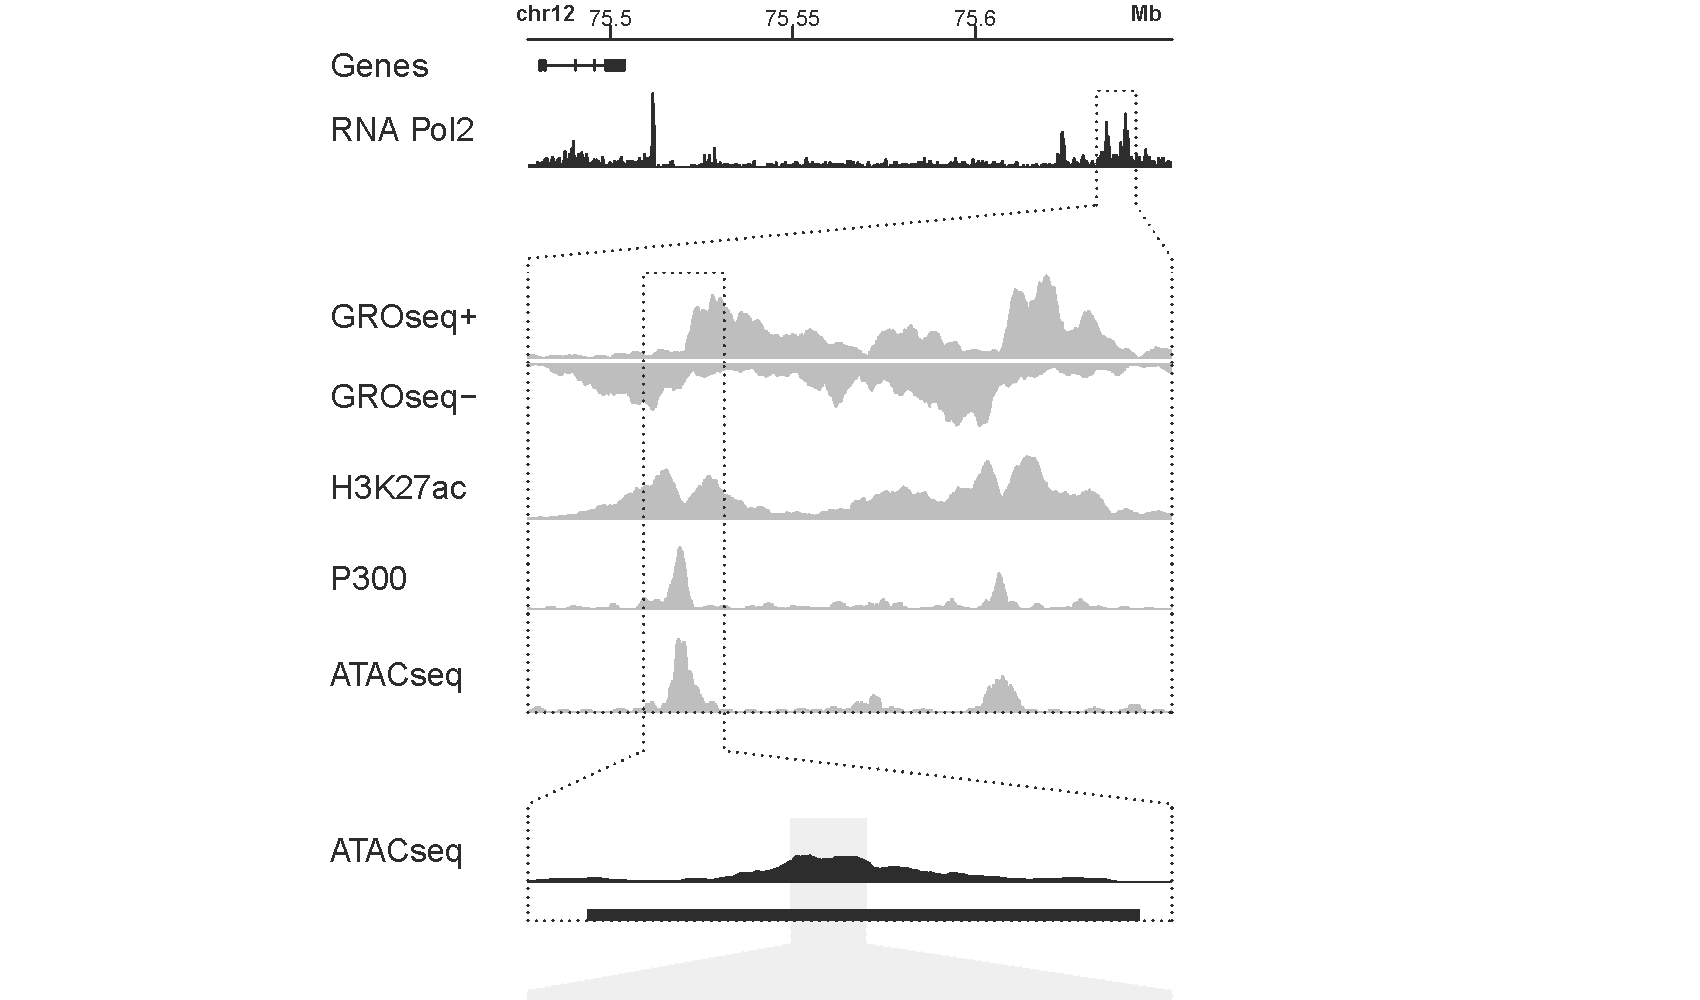 chr12 75.5 75.55 75.6 Mb
Genes
RNA Pol2
GROseq+
GROseq−
H3K27ac
P300
ATACseq
ATACseq